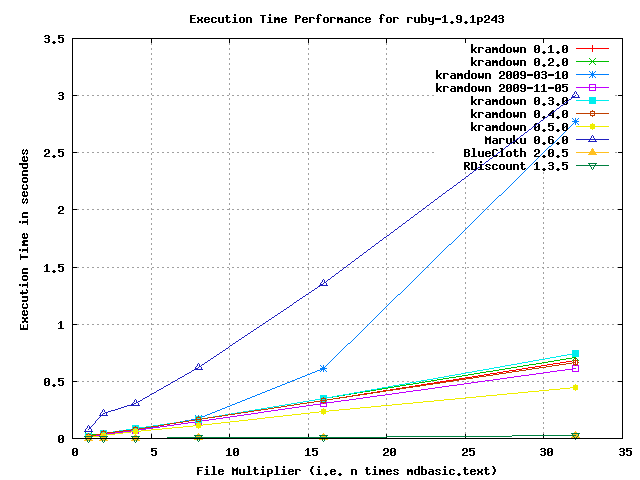 Execution Time Performance for ruby-1.9.1p243
3.5
3
2.5
2
1.5
1
0.5
0
Execution Time in secondes
kramdown 0.1.0
kramdown 0.2.0
kramdown 2009-03-10
kramdown 2009-11-05
kramdown 0.3.0
kramdown 0.4.0
kramdown 0.5.0
Maruku 0.6.0
BlueCloth 2.0.5
RDiscount 1.3.5
0 5 10 15 20 25 30 35
File Multiplier (i.e. n times mdbasic.text)